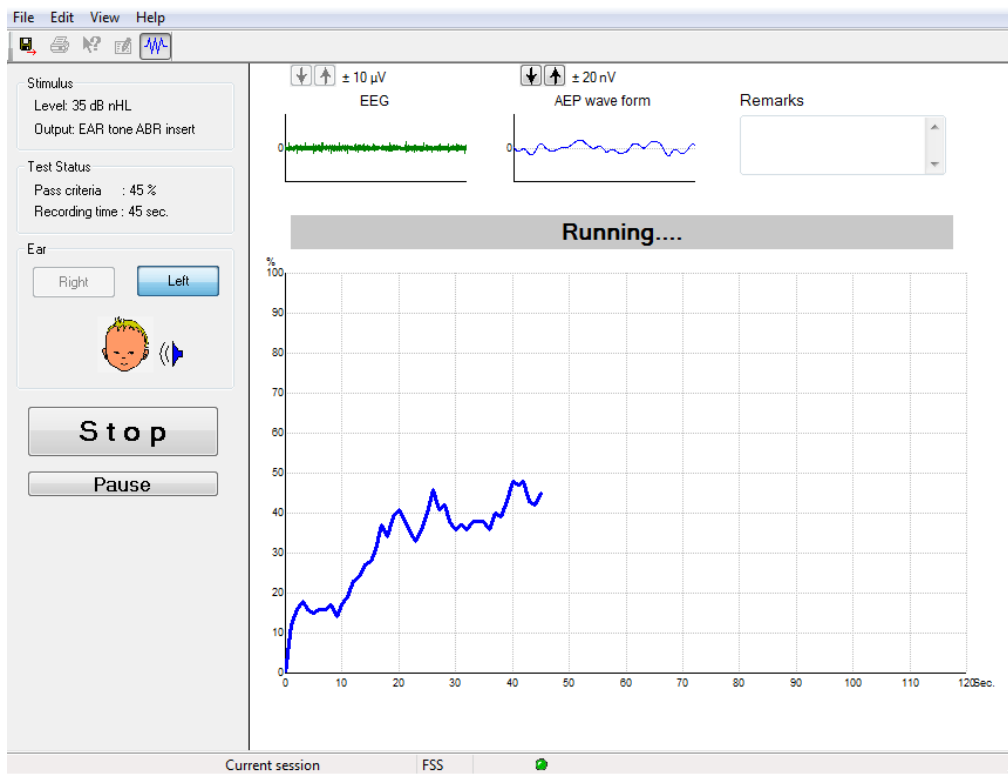 File Edit View Help
Stimulus
Level: 35 dB nHL
Output: EAR tone ABR insert
Test Status
Pass criteria : 45 %
Recording time : 45 sec.
Ear
Right Left
Stop
Pause
± 10 µV
EEG
0
± 20 nV
AEP wave form
0
Remarks
Running....
%
100
90
80
70
60
50
40
30
20
10
0
0 10 20 30 40 50 60 70 80 90 100 110 120 Sec.
Current session FSS